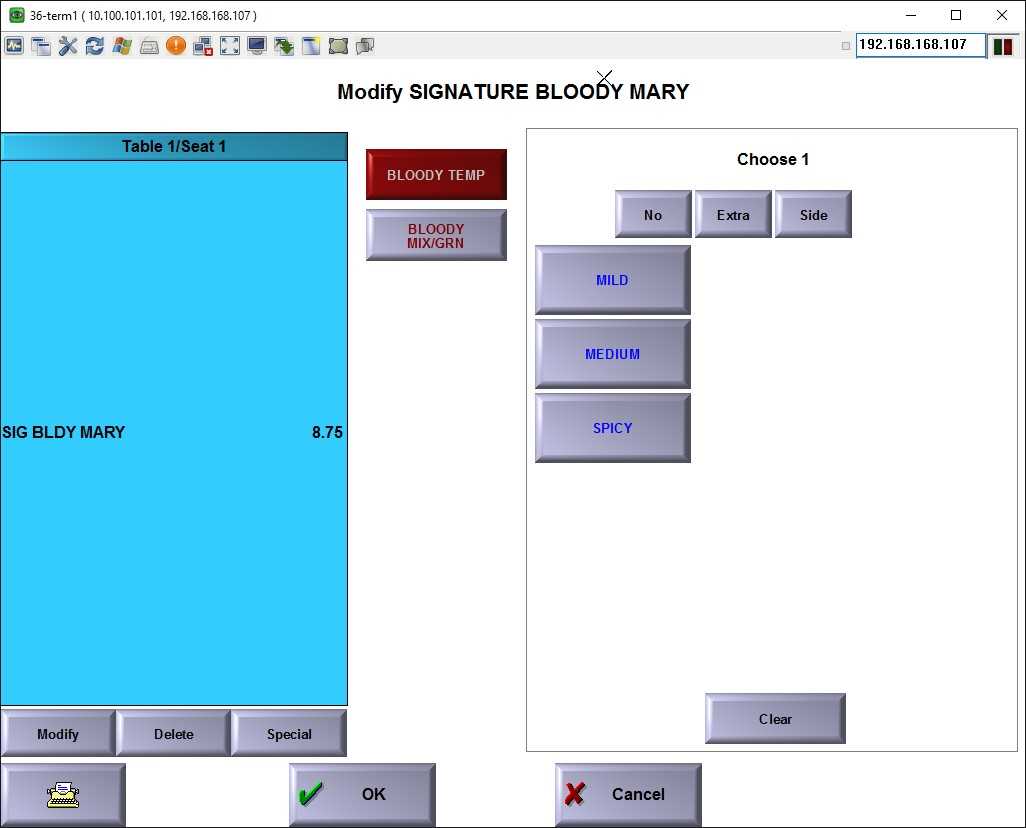 36-term1 ( 10.100.101.101, 192.168.168.107 )
192.168.168.107
Modify SIGNATURE BLOODY MARY
Table 1/Seat 1
SIG BLDY MARY 8.75
BLOODY TEMP
BLOODY
MIX/GRN
Choose 1
No Extra Side
MILD
MEDIUM
SPICY
Clear
Modify Delete Special
OK Cancel